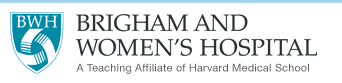 BWH
BRIGHAM AND
WOMEN'S HOSPITAL
A Teaching Affiliate of Harvard Medical School